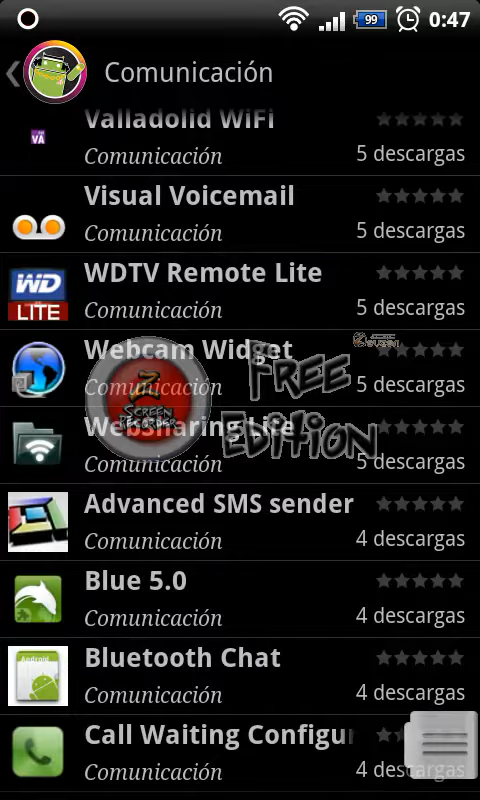 99 0:47
Comunicación
VA
Valladolid WiFi
Comunicación 5 descargas
Visual Voicemail
Comunicación 5 descargas
WDTV Remote Lite
WD
LITE
Comunicación 5 descargas
Webcam Widget
Comunicación 5 descargas
Free
Z
Screen
Recorder
Edition
Websharing Lite
Comunicación 5 descargas
Advanced SMS sender
Comunicación 4 descargas
Blue 5.0
Comunicación 4 descargas
Bluetooth Chat
Android
Comunicación 4 descargas
Call Waiting Configur
Comunicación 4 descargas